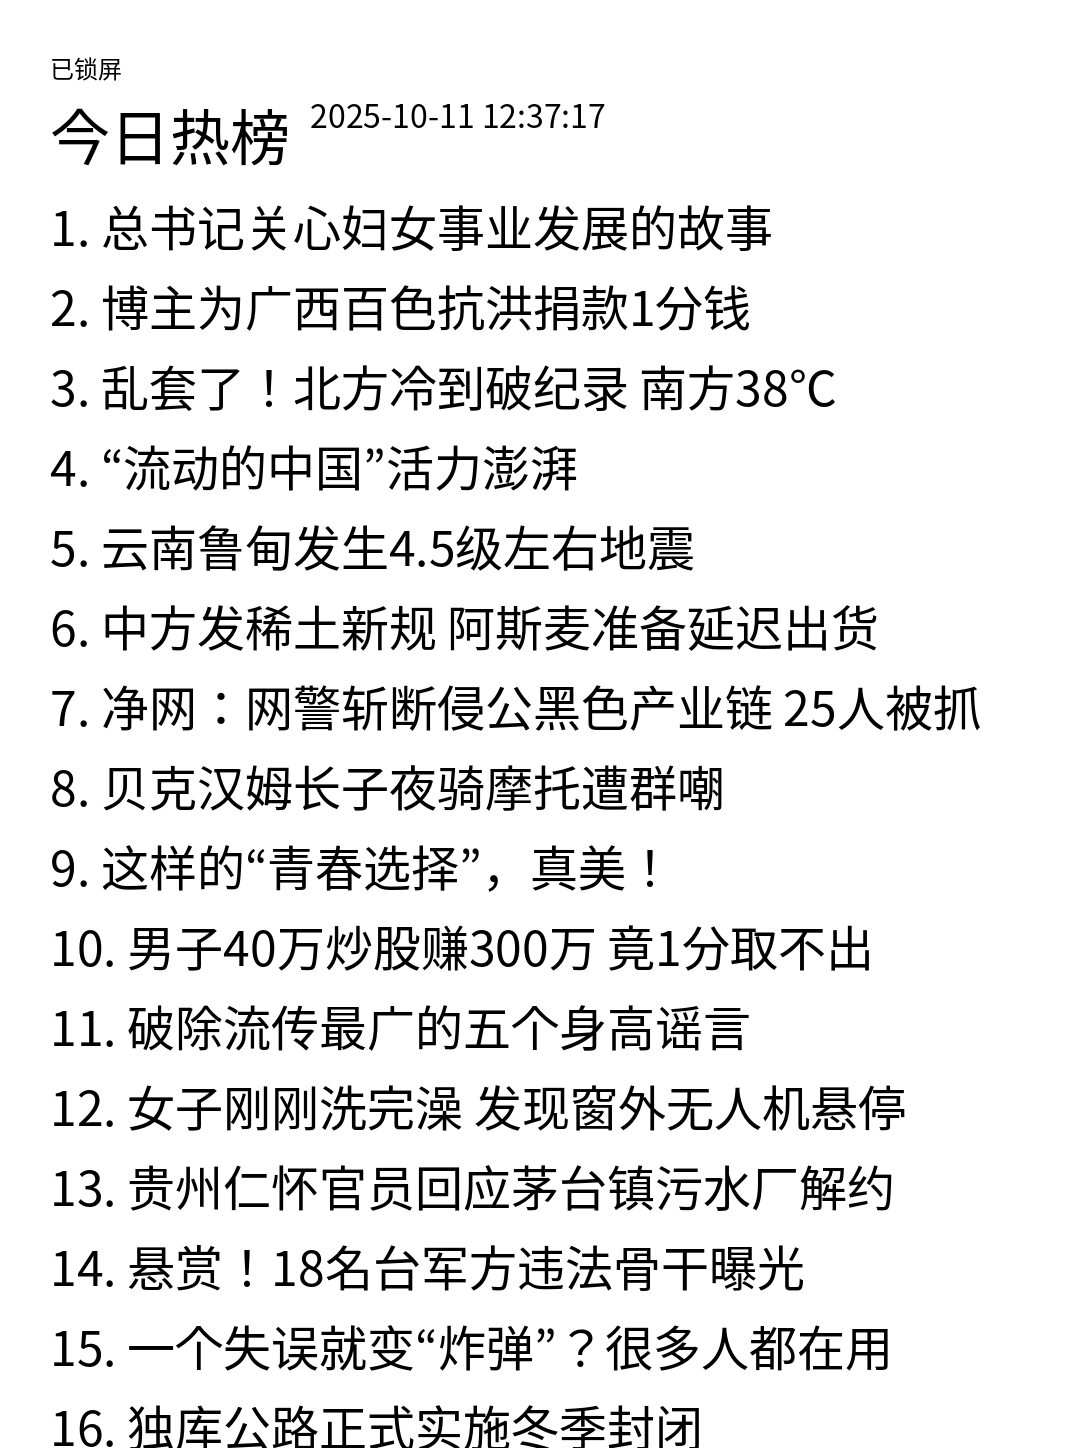 已锁屏
今日热榜 2025-10-11 12:37:17
1. 总书记关心妇女事业发展的故事
2. 博主为广西百色抗洪捐款1分钱
3. 乱套了！北方冷到破纪录 南方38℃
4. “流动的中国”活力澎湃
5. 云南鲁甸发生4.5级左右地震
6. 中方发稀土新规 阿斯麦准备延迟出货
7. 净网：网警斩断侵公黑色产业链 25人被抓
8. 贝克汉姆长子夜骑摩托遭群嘲
9. 这样的“青春选择”，真美！
10. 男子40万炒股赚300万 竟1分取不出
11. 破除流传最广的五个身高谣言
12. 女子刚刚洗完澡 发现窗外无人机悬停
13. 贵州仁怀官员回应茅台镇污水厂解约
14. 悬赏！18名台军方违法骨干曝光
15. 一个失误就变“炸弹”？很多人都在用
16. 独库公路正式实施冬季封闭